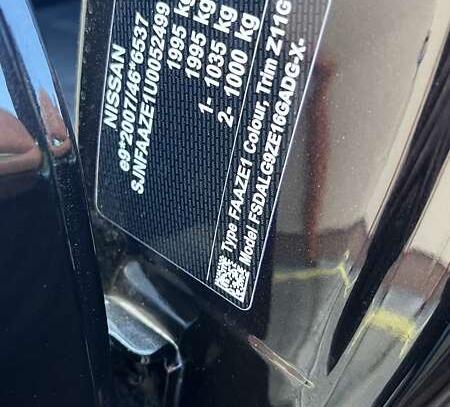 NISSAN
e9*2007/46*6537
SJNFAAZE1U0052499
1995 kg
1995 kg
1- 1035 kg
2- 1000 kg
Type FAAZE1 Colour, Trim Z11G
Model FSDALG9ZE16GADG-X-